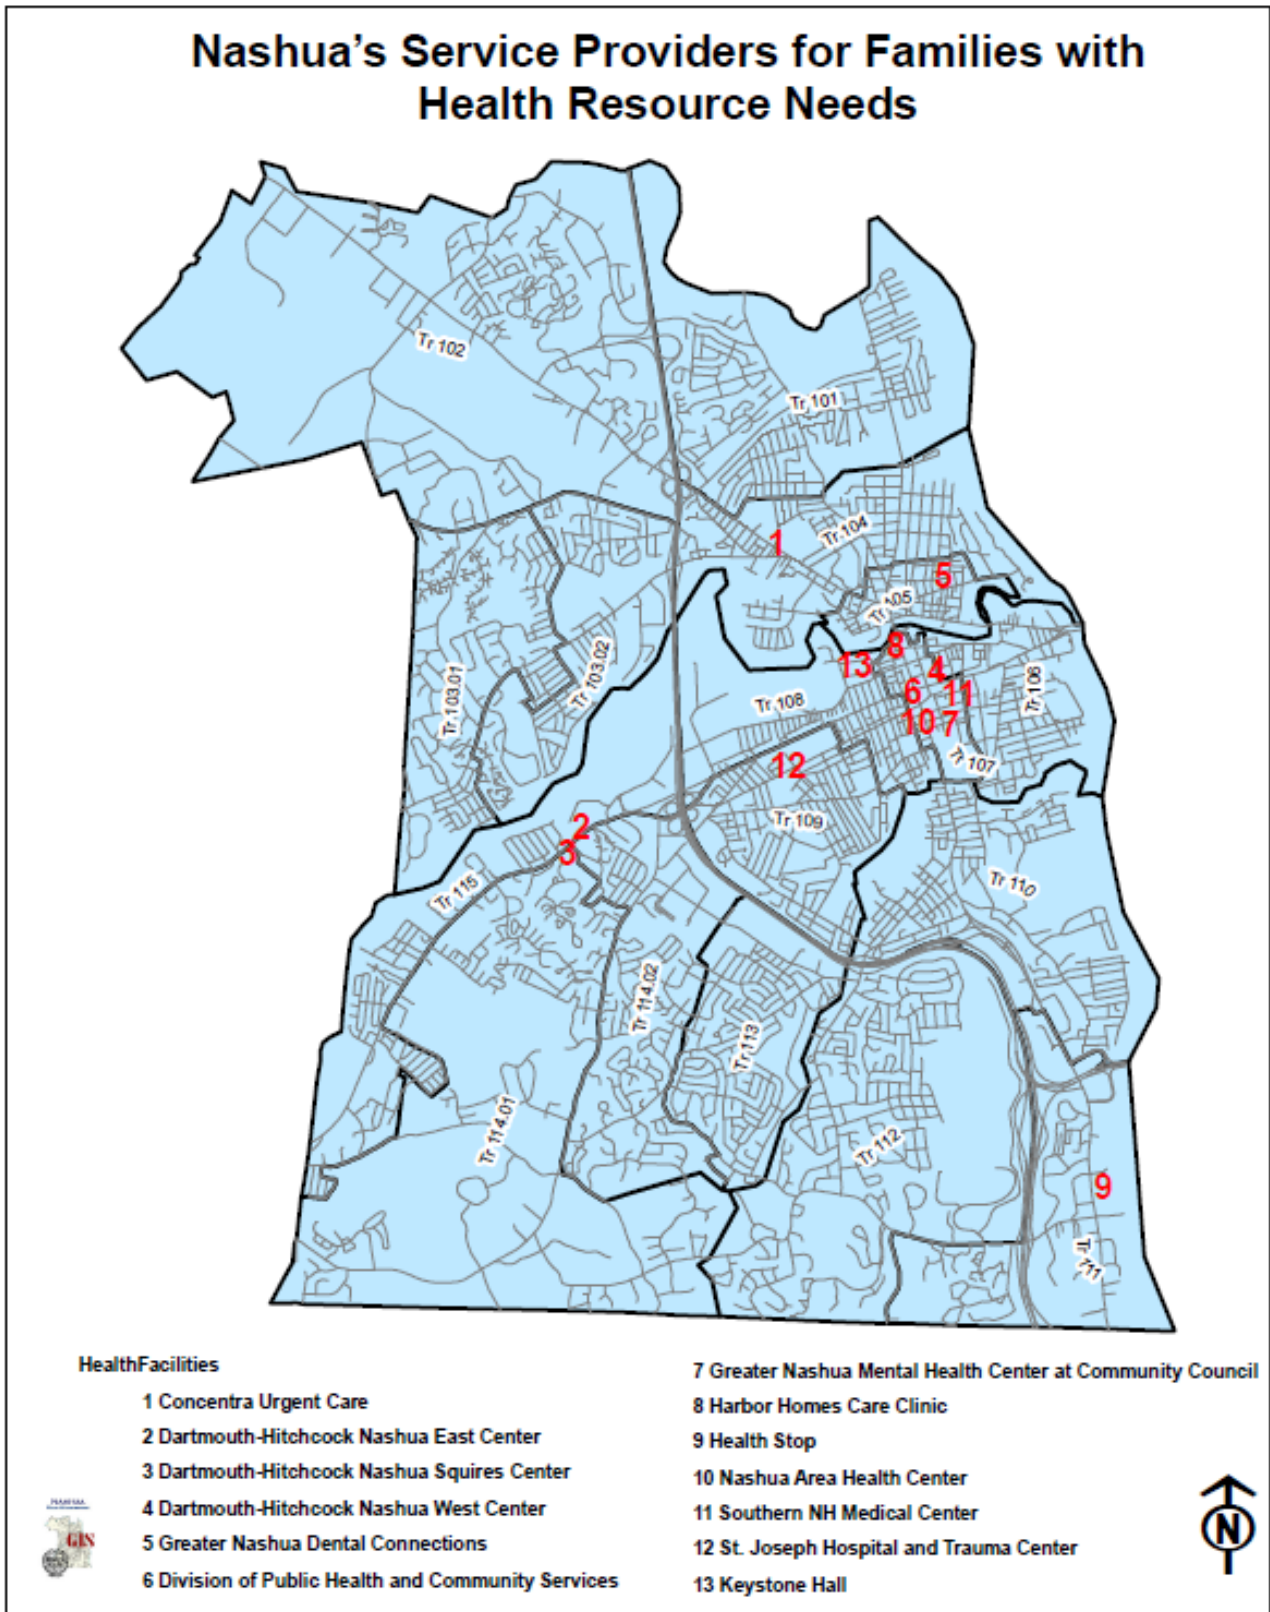 Nashua's Service Providers for Families with
Health Resource Needs
Tr 102
Tr 101
Tr 104
1
5
Tr 105
8
13
4
6
11
10
7
Tr 106
Tr 103.02
Tr 103.01
Tr 108
Tr 107
12
Tr 109
2
3
Tr 115
Tr 110
Tr 114.02
Tr 113
Tr 114.01
Tr 112
9
Tr 111
HealthFacilities
1 Concentra Urgent Care
2 Dartmouth-Hitchcock Nashua East Center
3 Dartmouth-Hitchcock Nashua Squires Center
4 Dartmouth-Hitchcock Nashua West Center
5 Greater Nashua Dental Connections
6 Division of Public Health and Community Services
7 Greater Nashua Mental Health Center at Community Council
8 Harbor Homes Care Clinic
9 Health Stop
10 Nashua Area Health Center
11 Southern NH Medical Center
12 St. Joseph Hospital and Trauma Center
13 Keystone Hall
GIS
N